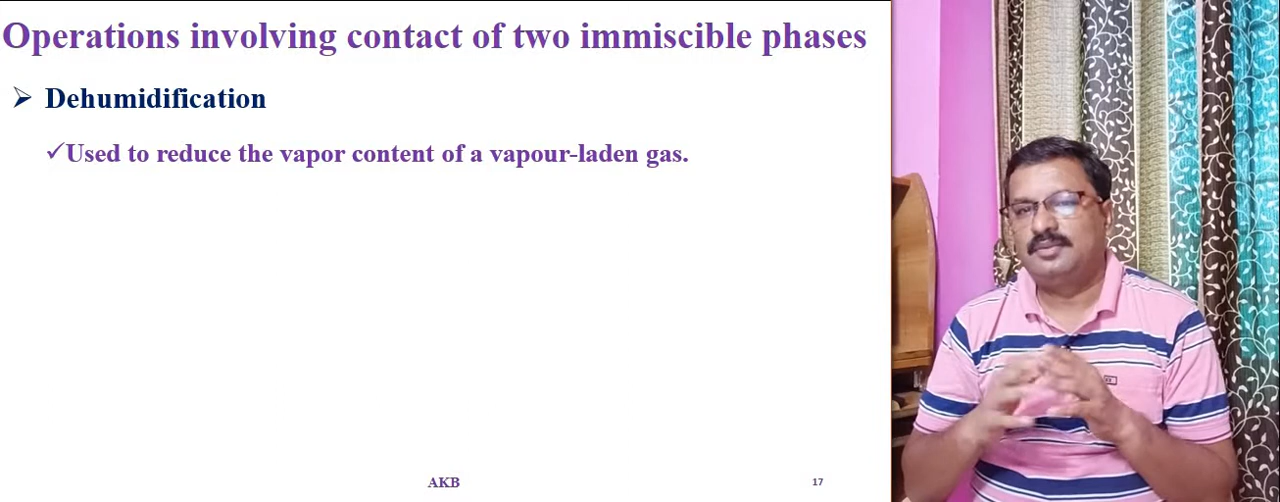 Operations involving contact of two immiscible phases
➢ Dehumidification
✓Used to reduce the vapor content of a vapour-laden gas.
AKB
17